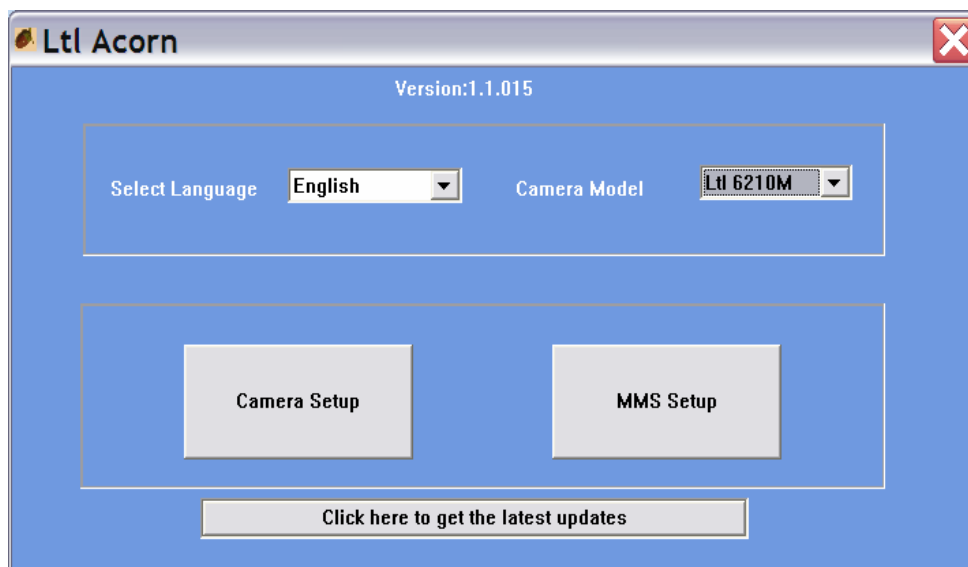 Ltl Acorn
Version:1.1.015
Select Language English Camera Model Ltl 6210M
Camera Setup MMS Setup
Click here to get the latest updates